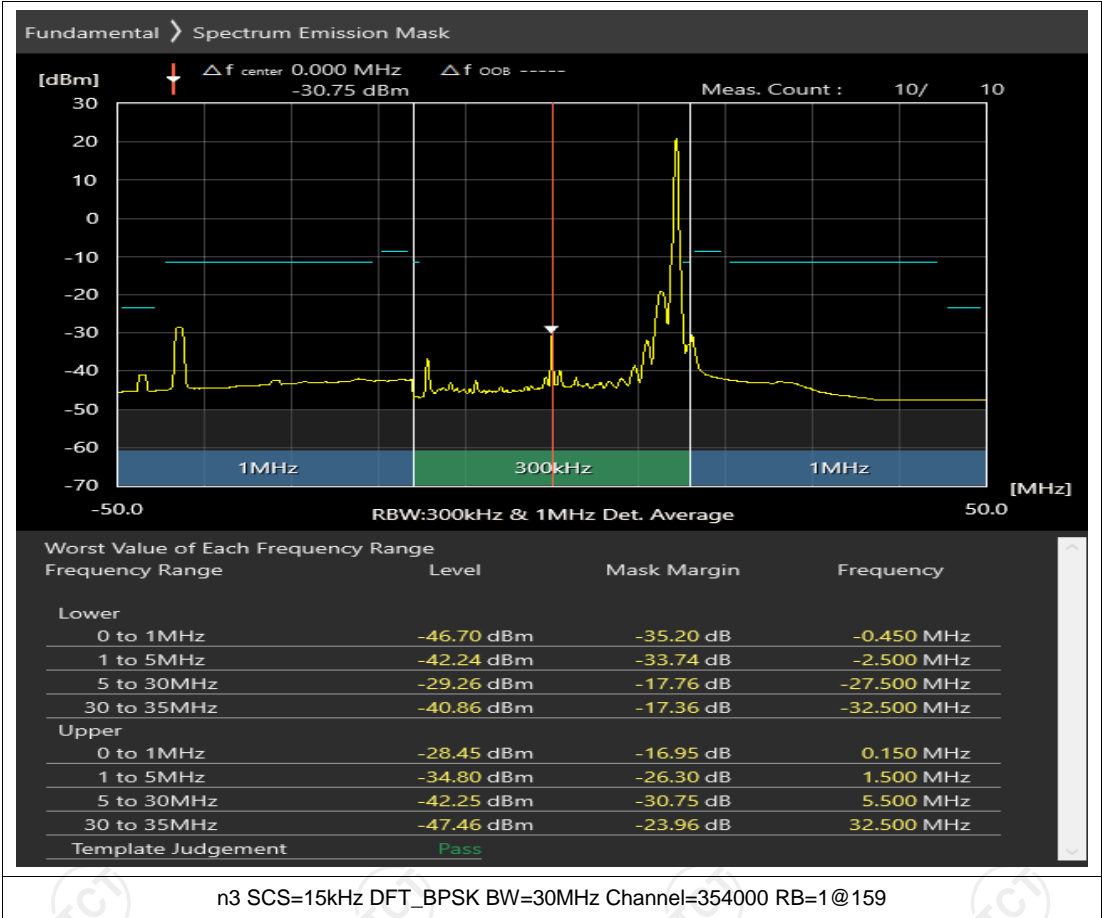 Fundamental 〉 Spectrum Emission Mask
[dBm] △f center 0.000 MHz △f OOB -----
-30.75 dBm Meas. Count : 10/ 10
30
20
10
0
-10
-20
-30
-40
-50
-60
1MHz 300kHz 1MHz
-70
[MHz]
-50.0 RBW:300kHz & 1MHz Det. Average 50.0
Worst Value of Each Frequency Range
Frequency Range Level Mask Margin Frequency
Lower
0 to 1MHz -46.70 dBm -35.20 dB -0.450 MHz
1 to 5MHz -42.24 dBm -33.74 dB -2.500 MHz
5 to 30MHz -29.26 dBm -17.76 dB -27.500 MHz
30 to 35MHz -40.86 dBm -17.36 dB -32.500 MHz
Upper
0 to 1MHz -28.45 dBm -16.95 dB 0.150 MHz
1 to 5MHz -34.80 dBm -26.30 dB 1.500 MHz
5 to 30MHz -42.25 dBm -30.75 dB 5.500 MHz
30 to 35MHz -47.46 dBm -23.96 dB 32.500 MHz
Template Judgement Pass
n3 SCS=15kHz DFT_BPSK BW=30MHz Channel=354000 RB=1@159
TCT TCT TCT TCT